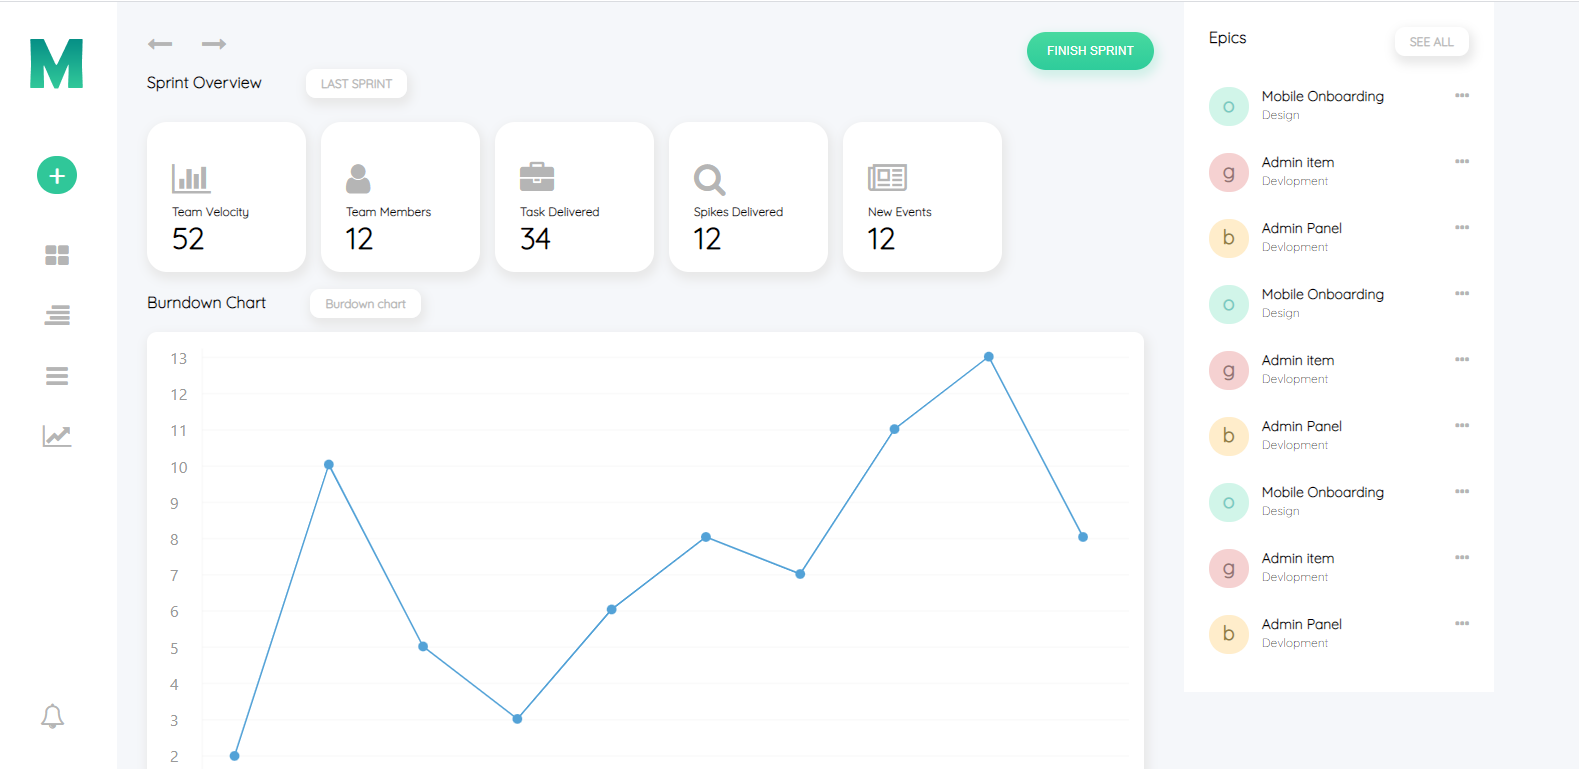 M
FINISH SPRINT
Sprint Overview
LAST SPRINT
Team Velocity
52
Team Members
12
Task Delivered
34
Spikes Delivered
12
New Events
12
Burndown Chart
Burdown chart
13
12
11
10
9
8
7
6
5
4
3
2
Epics
SEE ALL
o
Mobile Onboarding
Design
g
Admin item
Devlopment
b
Admin Panel
Devlopment
o
Mobile Onboarding
Design
g
Admin item
Devlopment
b
Admin Panel
Devlopment
o
Mobile Onboarding
Design
g
Admin item
Devlopment
b
Admin Panel
Devlopment